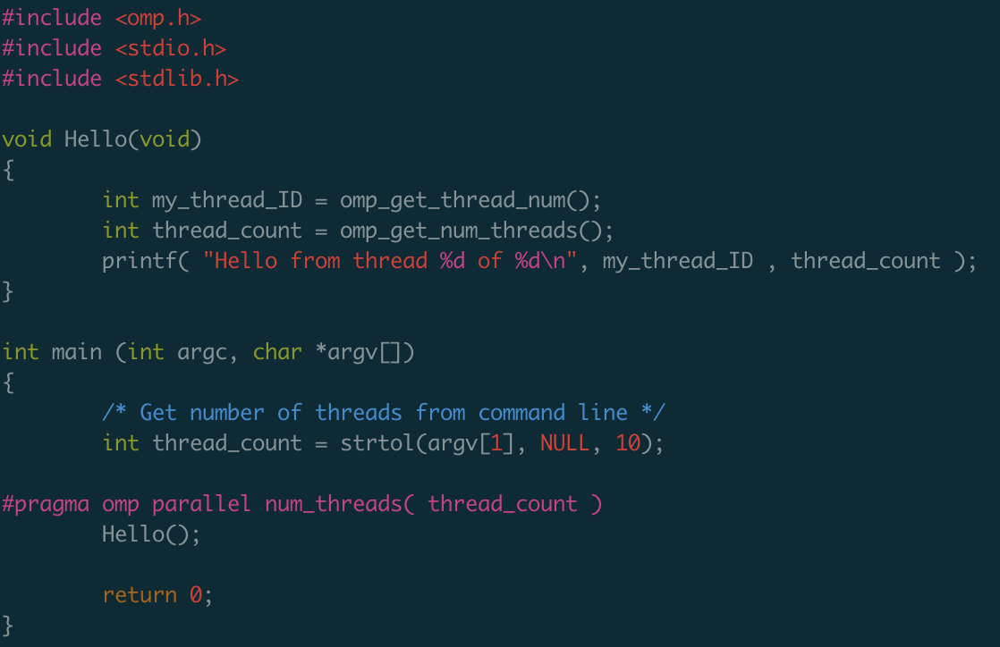 #include <omp.h>
#include <stdio.h>
#include <stdlib.h>
void Hello(void)
{
int my_thread_ID = omp_get_thread_num();
int thread_count = omp_get_num_threads();
printf( "Hello from thread %d of %d\n", my_thread_ID , thread_count );
}
int main (int argc, char *argv[])
{
/* Get number of threads from command line */
int thread_count = strtol(argv[1], NULL, 10);
#pragma omp parallel num_threads( thread_count )
Hello();
return 0;
}